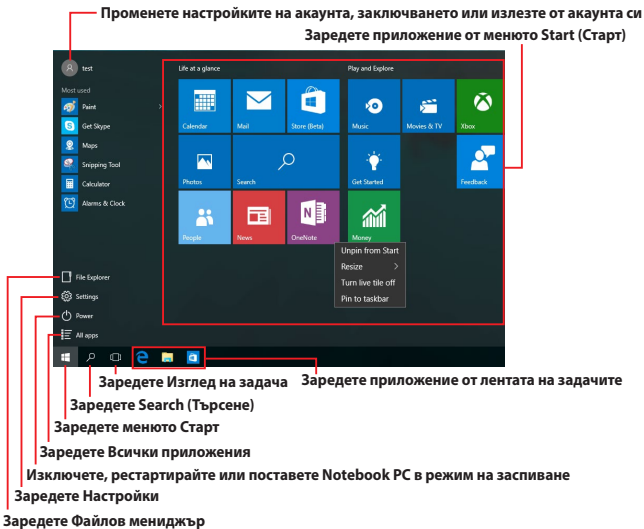 Променете настройките на акаунта, заключването или излезте от акаунта си
Заредете приложение от менюто Start (Старт)
test
Life at a glance
Play and Explore
Most used
Paint
Get Skype
Maps
Snipping Tool
Calculator
Alarms & Clock
Calendar
Mail
Store (Beta)
Music
Movies & TV
Xbox
Photos
Search
Get Started
Feedback
People
News
OneNote
Money
Unpin from Start
Resize
Turn live tile off
Pin to taskbar
File Explorer
Settings
Power
All apps
Заредете Изглед на задача
Заредете приложение от лентата на задачите
Заредете Search (Търсене)
Заредете менюто Старт
Заредете Всички приложения
Изключете, рестартирайте или поставете Notebook PC в режим на заспиване
Заредете Настройки
Заредете Файлов мениджър